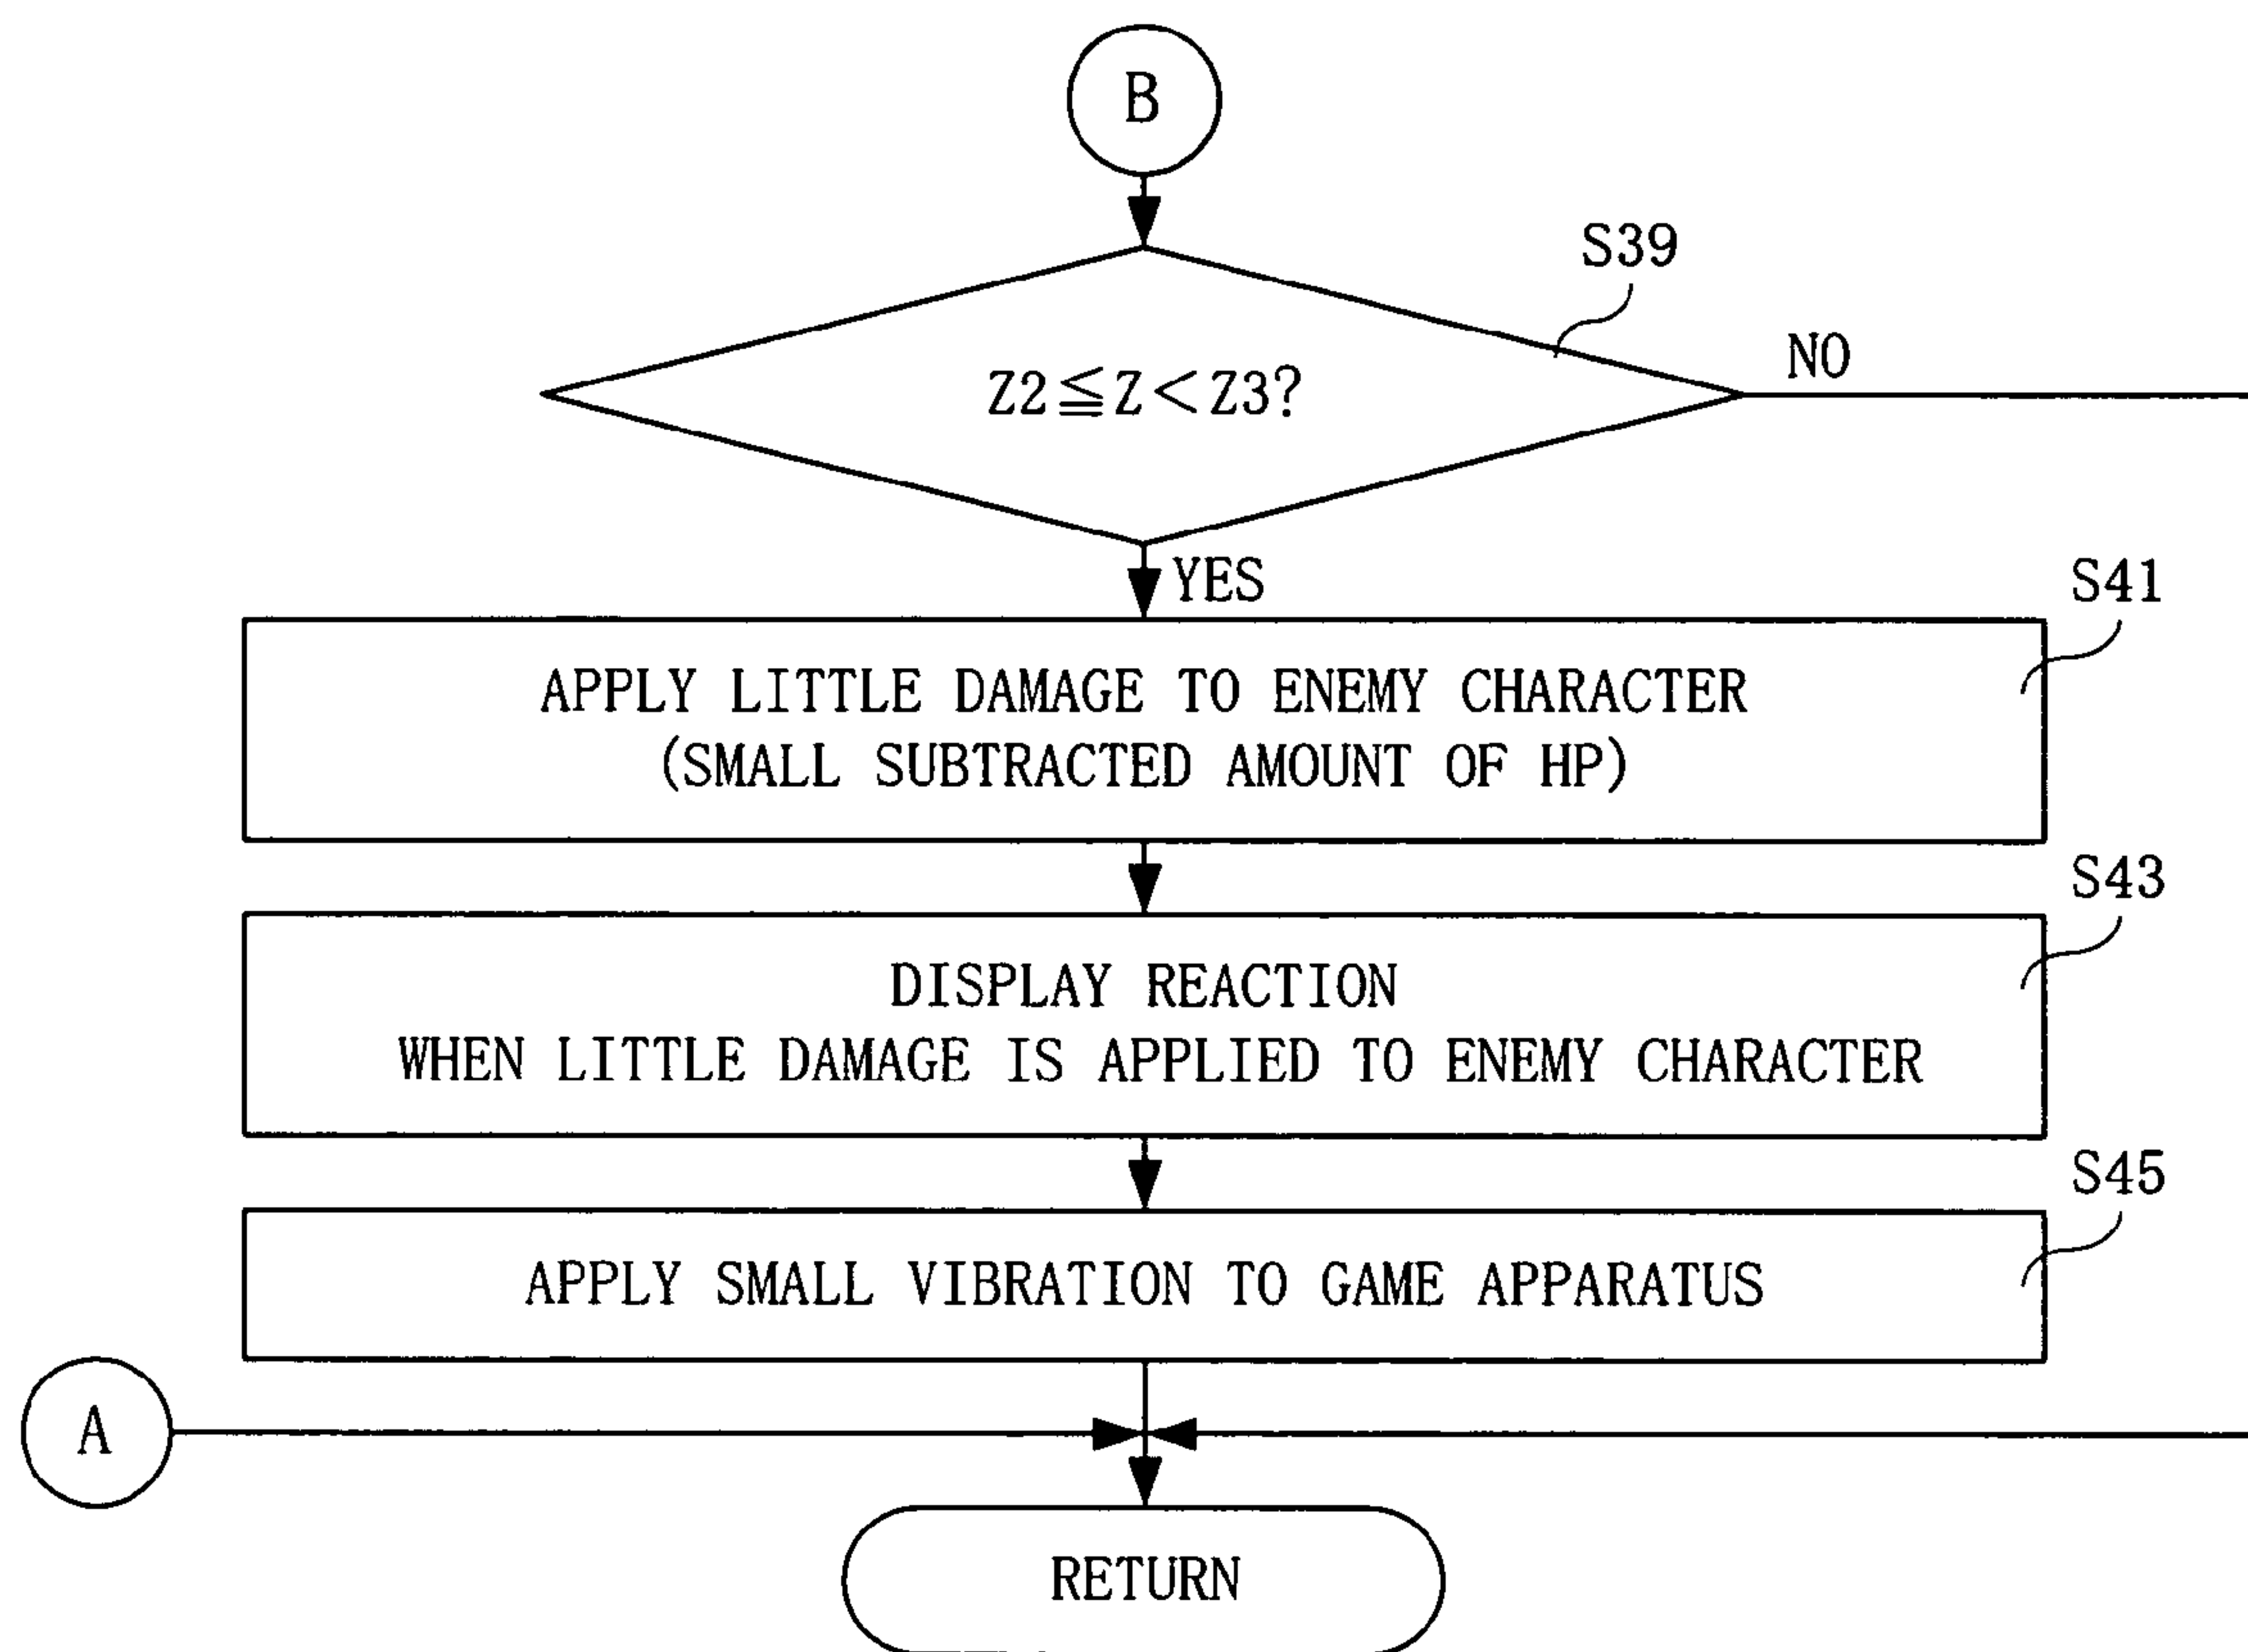 B
S39
Z2≦Z<Z3?
NO
YES
S41
APPLY LITTLE DAMAGE TO ENEMY CHARACTER
(SMALL SUBTRACTED AMOUNT OF HP)
S43
DISPLAY REACTION
WHEN LITTLE DAMAGE IS APPLIED TO ENEMY CHARACTER
S45
APPLY SMALL VIBRATION TO GAME APPARATUS
A
RETURN